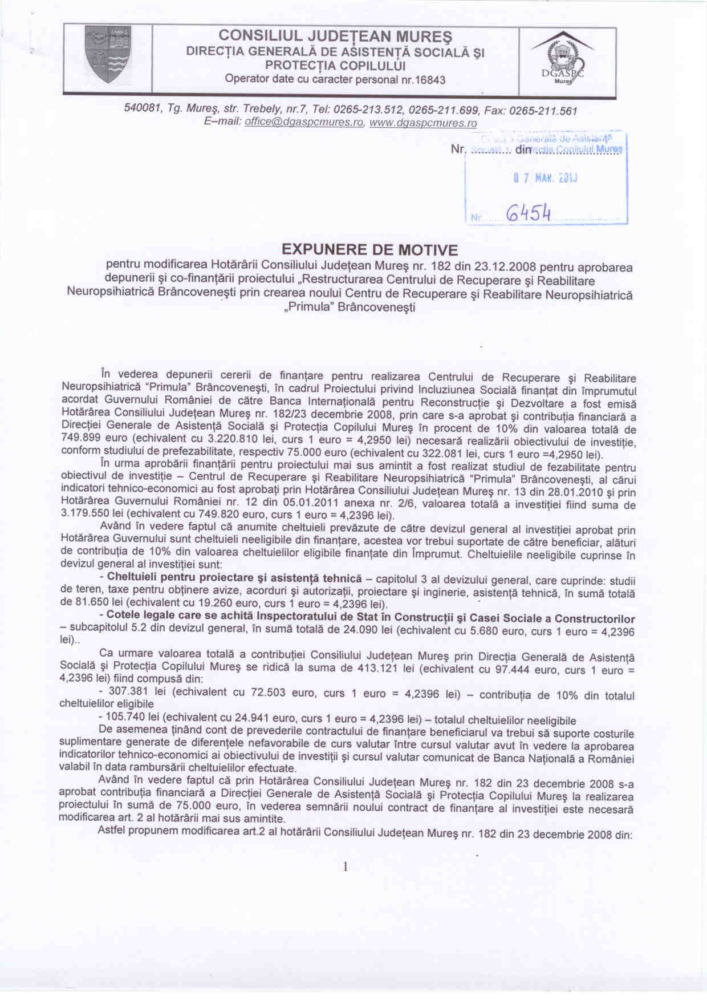 CONSILIUL JUDEŢEAN MUREŞ
DIRECŢIA GENERALĂ DE ASISTENŢĂ SOCIALĂ ŞI
PROTECŢIA COPILULUI
Operator date cu caracter personal nr.16843
DGASPC
Mureş
540081, Tg. Mureş, str. Trebely, nr.7, Tel: 0265-213.512, 0265-211.699, Fax: 0265-211.561
E–mail: office@dgaspcmures.ro, www.dgaspcmures.ro
Generală de Asistenţă
Nr. ........... din .......................
Socială Protecţia Copilului Mureş
0 7 MAR.
Nr. 6454
EXPUNERE DE MOTIVE
pentru modificarea Hotărârii Consiliului Judeţean Mureş nr. 182 din 23.12.2008 pentru aprobarea
depunerii şi co-finanţării proiectului „Restructurarea Centrului de Recuperare şi Reabilitare
Neuropsihiatrică Brâncoveneşti prin crearea noului Centru de Recuperare şi Reabilitare Neuropsihiatrică
„Primula” Brâncoveneşti
În vederea depunerii cererii de finanţare pentru realizarea Centrului de Recuperare şi Reabilitare
Neuropsihiatrică “Primula” Brâncoveneşti, în cadrul Proiectului privind Incluziunea Socială finanţat din împrumutul
acordat Guvernului României de către Banca Internaţională pentru Reconstrucţie şi Dezvoltare a fost emisă
Hotărârea Consiliului Judeţean Mureş nr. 182/23 decembrie 2008, prin care s-a aprobat şi contribuţia financiară a
Direcţiei Generale de Asistenţă Socială şi Protecţia Copilului Mureş în procent de 10% din valoarea totală de
749.899 euro (echivalent cu 3.220.810 lei, curs 1 euro = 4,2950 lei) necesară realizării obiectivului de investiţie,
conform studiului de prefezabilitate, respectiv 75.000 euro (echivalent cu 322.081 lei, curs 1 euro =4,2950 lei).
În urma aprobării finanţării pentru proiectului mai sus amintit a fost realizat studiul de fezabilitate pentru
obiectivul de investiţie – Centrul de Recuperare şi Reabilitare Neuropsihiatrică “Primula” Brâncoveneşti, al cărui
indicatori tehnico-economici au fost aprobaţi prin Hotărârea Consiliului Judeţean Mureş nr. 13 din 28.01.2010 şi prin
Hotărârea Guvernului României nr. 12 din 05.01.2011 anexa nr. 2/6, valoarea totală a investiţiei fiind suma de
3.179.550 lei (echivalent cu 749.820 euro, curs 1 euro = 4,2396 lei).
Având în vedere faptul că anumite cheltuieli prevăzute de către devizul general al investiţiei aprobat prin
Hotărârea Guvernului sunt cheltuieli neeligibile din finanţare, acestea vor trebui suportate de către beneficiar, alături
de contribuţia de 10% din valoarea cheltuielilor eligibile finanţate din Împrumut. Cheltuielile neeligibile cuprinse în
devizul general al investiţiei sunt:
- Cheltuieli pentru proiectare şi asistenţă tehnică – capitolul 3 al devizului general, care cuprinde: studii
de teren, taxe pentru obţinere avize, acorduri şi autorizaţii, proiectare şi inginerie, asistenţă tehnică, în sumă totală
de 81.650 lei (echivalent cu 19.260 euro, curs 1 euro = 4,2396 lei).
- Cotele legale care se achită Inspectoratului de Stat în Construcţii şi Casei Sociale a Constructorilor
– subcapitolul 5.2 din devizul general, în sumă totală de 24.090 lei (echivalent cu 5.680 euro, curs 1 euro = 4,2396
lei)..
Ca urmare valoarea totală a contribuţiei Consiliului Judeţean Mureş prin Direcţia Generală de Asistenţă
Socială şi Protecţia Copilului Mureş se ridică la suma de 413.121 lei (echivalent cu 97.444 euro, curs 1 euro =
4,2396 lei) fiind compusă din:
- 307.381 lei (echivalent cu 72.503 euro, curs 1 euro = 4,2396 lei) – contribuţia de 10% din totalul
cheltuielilor eligibile
- 105.740 lei (echivalent cu 24.941 euro, curs 1 euro = 4,2396 lei) – totalul cheltuielilor neeligibile
De asemenea ţinând cont de prevederile contractului de finanţare beneficiarul va trebui să suporte costurile
suplimentare generate de diferenţele nefavorabile de curs valutar între cursul valutar avut în vedere la aprobarea
indicatorilor tehnico-economici ai obiectivului de investiţii şi cursul valutar comunicat de Banca Naţională a României
valabil în data rambursării cheltuielilor efectuate.
Având în vedere faptul că prin Hotărârea Consiliului Judeţean Mureş nr. 182 din 23 decembrie 2008 s-a
aprobat contribuţia financiară a Direcţiei Generale de Asistenţă Socială şi Protecţia Copilului Mureş la realizarea
proiectului în sumă de 75.000 euro, în vederea semnării noului contract de finanţare al investiţiei este necesară
modificarea art. 2 al hotărârii mai sus amintite.
Astfel propunem modificarea art.2 al hotărârii Consiliului Judeţean Mureş nr. 182 din 23 decembrie 2008 din:
1